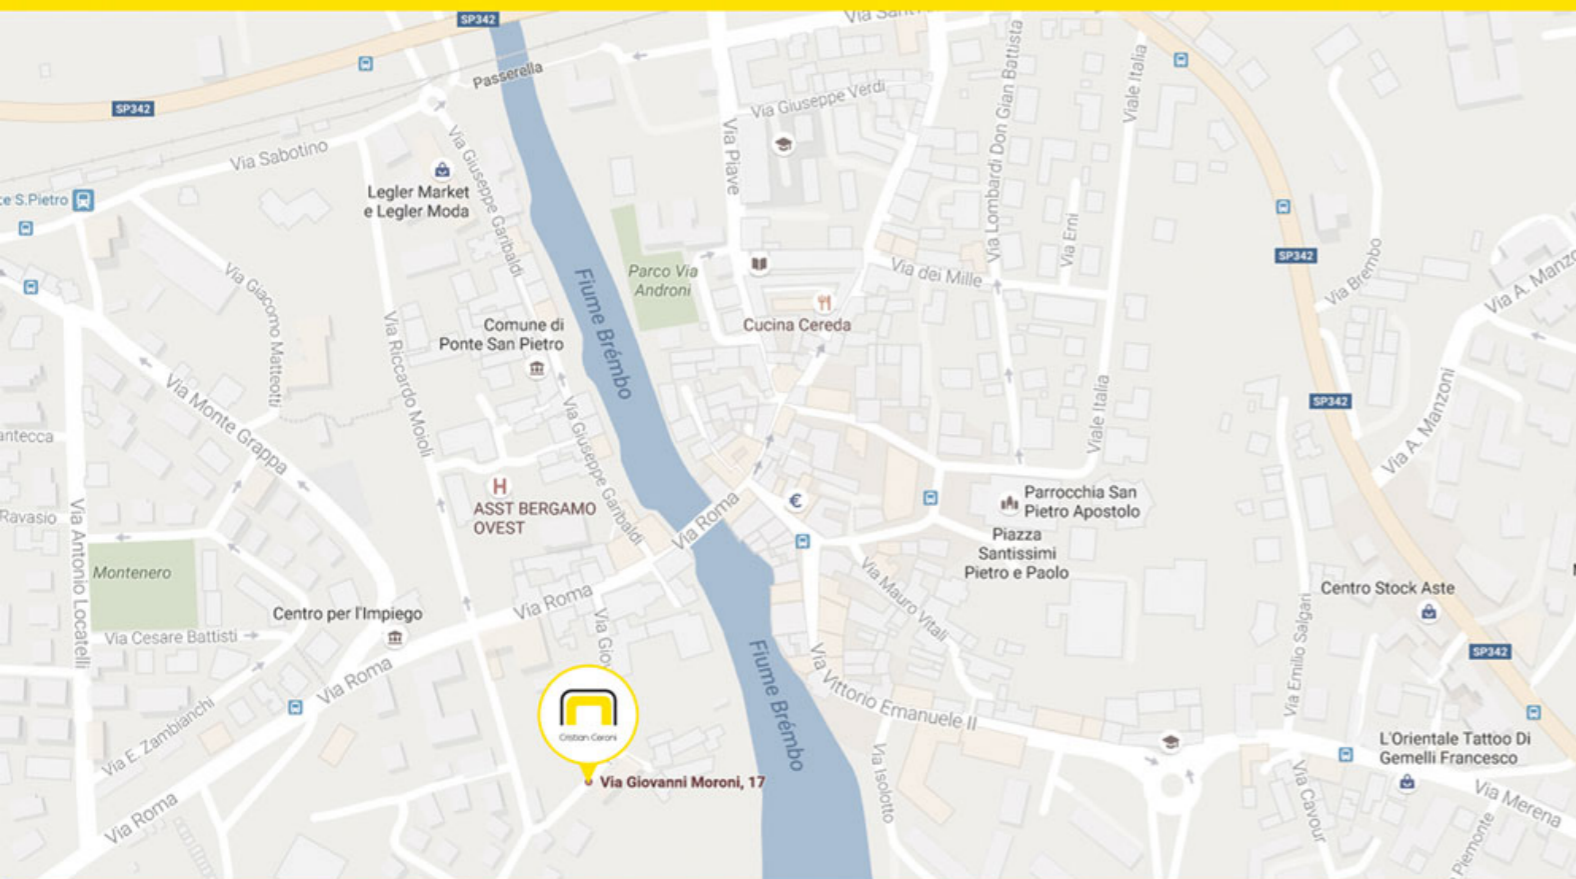 SP342
Via Sant'
Passerella
SP342
Via Giuseppe Verdi
Via Lombardi Don Gian Battista
Viale Italia
Via Sabotino
Via Giuseppe Garibaldi
Via Piave
Legler Market
e Legler Moda
S.Pietro
Via Erni
Via dei Mille
SP342
Via Brembo
Via A. Manzo
Via Giacomo Matteotti
Parco Via
Androni
Fiume Brémbo
Comune di
Ponte San Pietro
Cucina Cereda
Via Riccardo Moioli
Via Monte Grappa
Via Giuseppe Garibaldi
Viale Italia
SP342
Via A. Manzoni
antecca
ASST BERGAMO
OVEST
Via Roma
€
Parrocchia San
Pietro Apostolo
Piazza
Santissimi
Pietro e Paolo
Ravasio
Via Antonio Locatelli
Montenero
Via Roma
Via Mauro Vitali
Centro Stock Aste
Centro per l'Impiego
Via Giov
Via Cesare Battisti
Via Emilio Salgari
SP342
Via Roma
Fiume Brémbo
Via Vittorio Emanuele II
Via E. Zambianchi
Cristian Ceroni
L'Orientale Tattoo Di
Gemelli Francesco
Via Giovanni Moroni, 17
Via Isolotto
Via Cavour
Via Merena
Via Roma
Piemonte